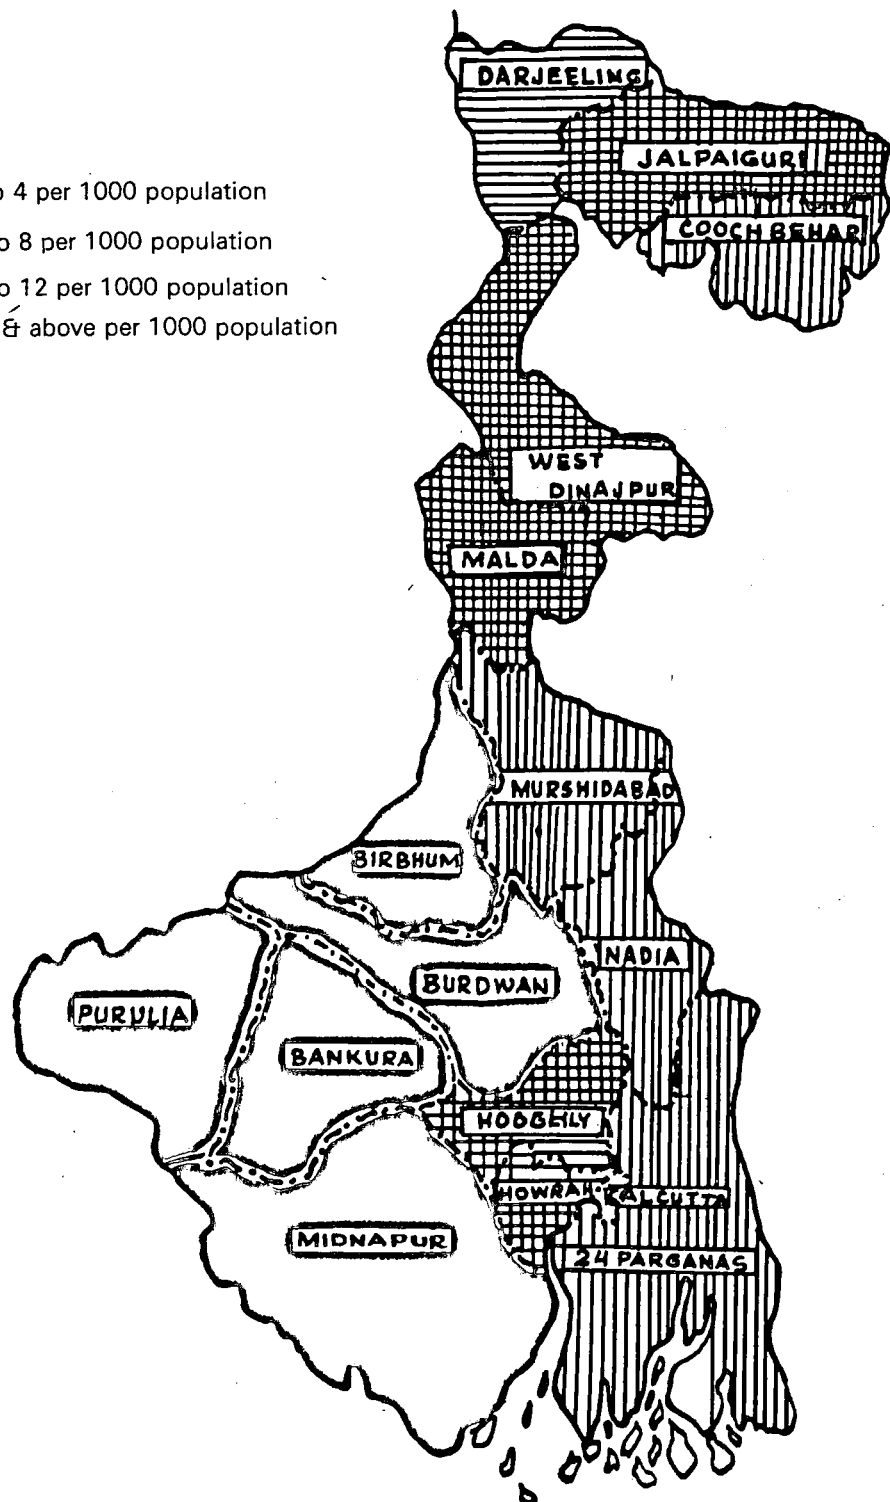 DARJEELING
JALPAIGURI
o 4 per 1000 population
COOCH BEHAR
o 8 per 1000 population
o 12 per 1000 population
& above per 1000 population
WEST
DINAJPUR
MALDA
MURSHIDABAD
BIRBHUM
NADIA
BURDWAN
PURULIA
BANKURA
HOOGHLY
HOWRAH
CALCUTTA
MIDNAPUR
24 PARGANAS